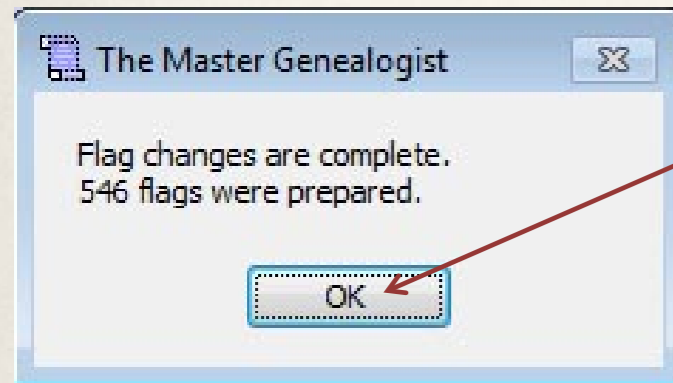 The Master Genealogist
Flag changes are complete.
546 flags were prepared.
OK